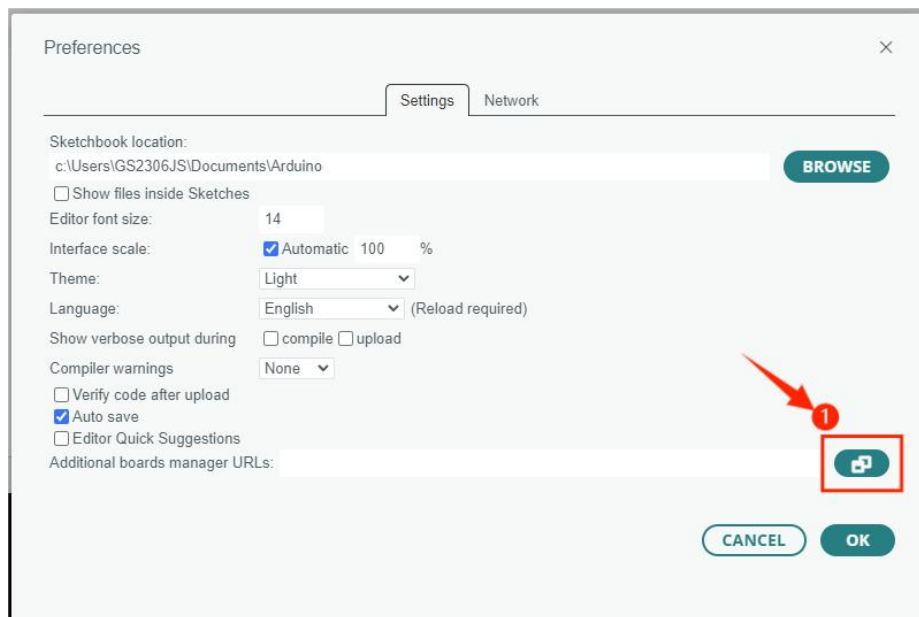 Preferences
Settings Network
Sketchbook location:
c:\Users\GS2306JS\Documents\Arduino
BROWSE
Show files inside Sketches
Editor font size: 14
Interface scale: Automatic 100 %
Theme: Light
Language: English (Reload required)
Show verbose output during compile upload
Compiler warnings None
Verify code after upload
Auto save
Editor Quick Suggestions
1
Additional boards manager URLs:
CANCEL OK